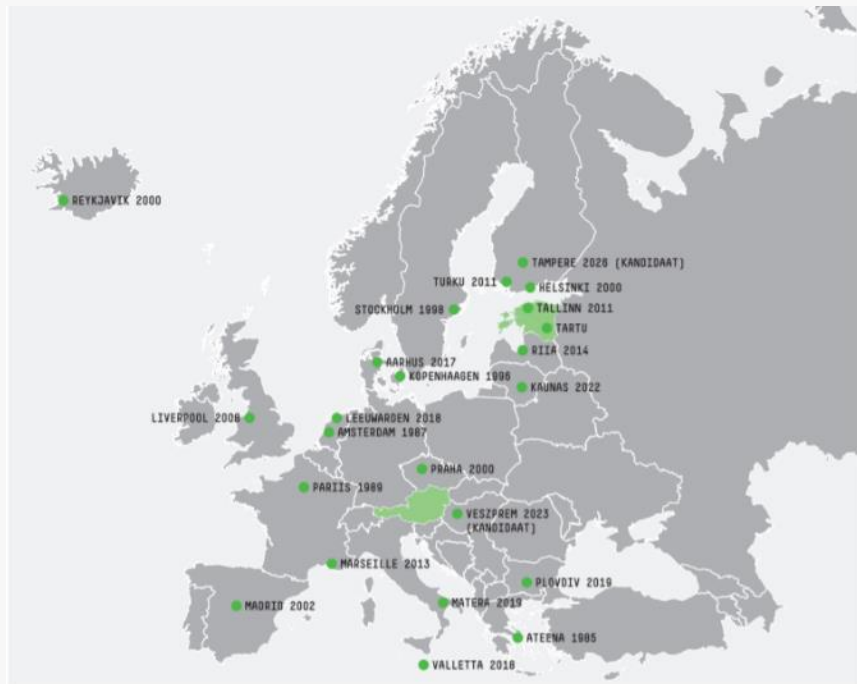 REYKJAVIK 2000
TAMPERE 2026 (KANDIDAAT)
TURKU 2011
HELSINKI 2000
STOCKHOLM 1998
TALLINN 2011
TARTU
RIIA 2014
AARHUS 2017
KOPENHAAGEN 1996
KAUNAS 2022
LIVERPOOL 2008
LEEUWARDEN 2018
AMSTERDAM 1987
PRAHA 2000
PARIIS 1989
VESZPREM 2023
(KANDIDAAT)
MARSEILLE 2013
PLOVDIV 2019
MADRID 2002
MATERA 2019
ATEENA 1985
VALLETTA 2018